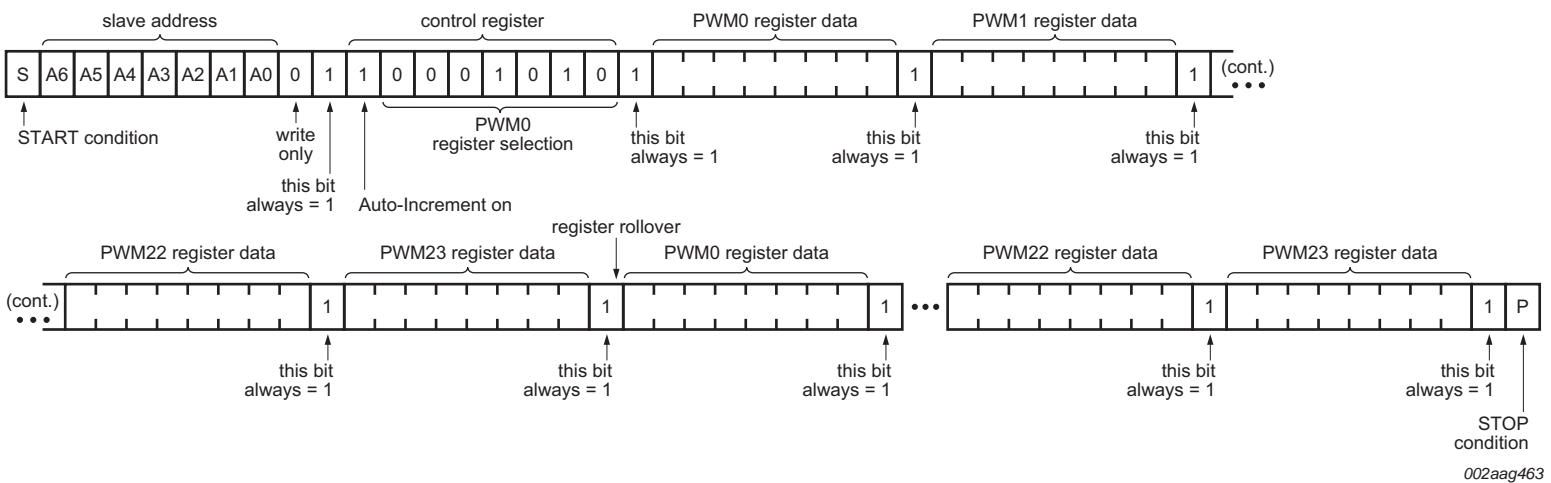 slave address control register PWM0 register data PWM1 register data
S A6 A5 A4 A3 A2 A1 A0 0 1 1 0 0 0 1 0 1 0 1 1 1 (cont.)
START condition write only this bit always = 1 Auto-Increment on PWM0 register selection this bit always = 1 this bit always = 1 this bit always = 1
register rollover
PWM22 register data PWM23 register data PWM0 register data PWM22 register data PWM23 register data
(cont.) 1 1 1 1 1 P
this bit this bit this bit this bit this bit
always = 1 always = 1 always = 1 always = 1 always = 1
STOP
condition
002aag463